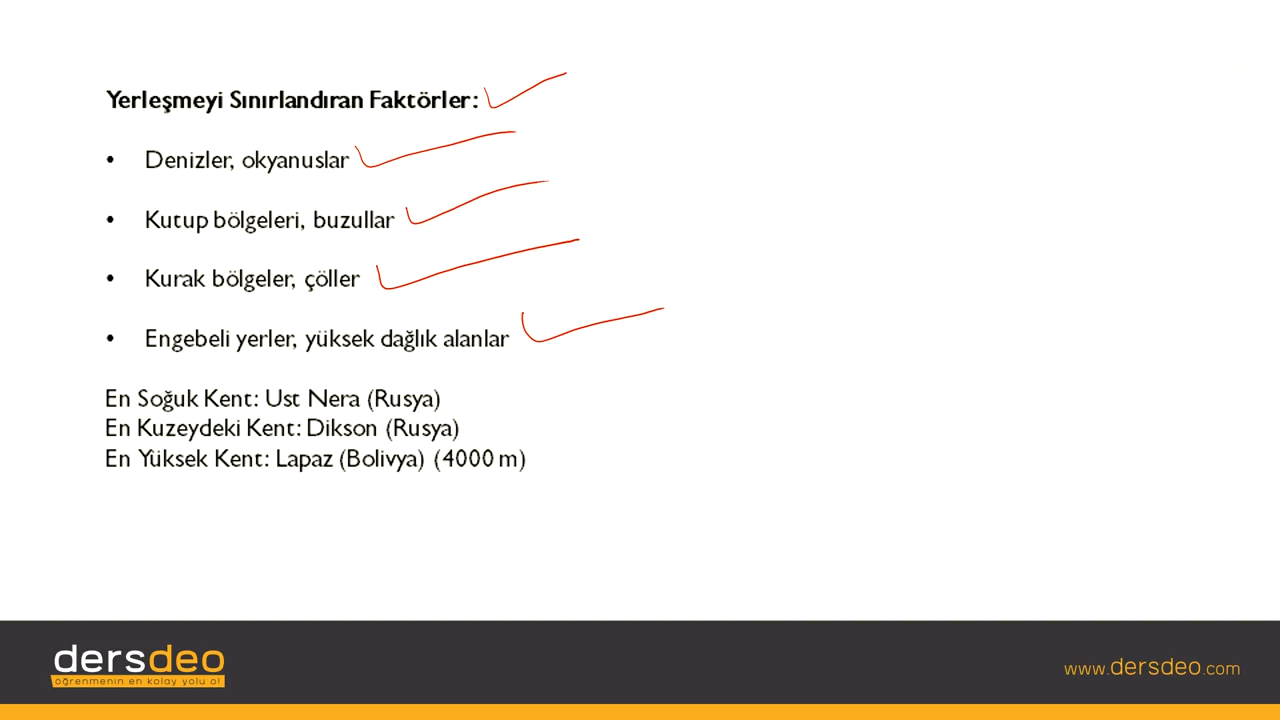 Yerleşmeyi Sınırlandıran Faktörler:
• Denizler, okyanuslar
• Kutup bölgeleri, buzullar
• Kurak bölgeler, çöller
• Engebeli yerler, yüksek dağlık alanlar
En Soğuk Kent: Ust Nera (Rusya)
En Kuzeydeki Kent: Dikson (Rusya)
En Yüksek Kent: Lapaz (Bolivya) (4000 m)
dersdeo
öğrenmenin en kolay yolu o!
www.dersdeo.com